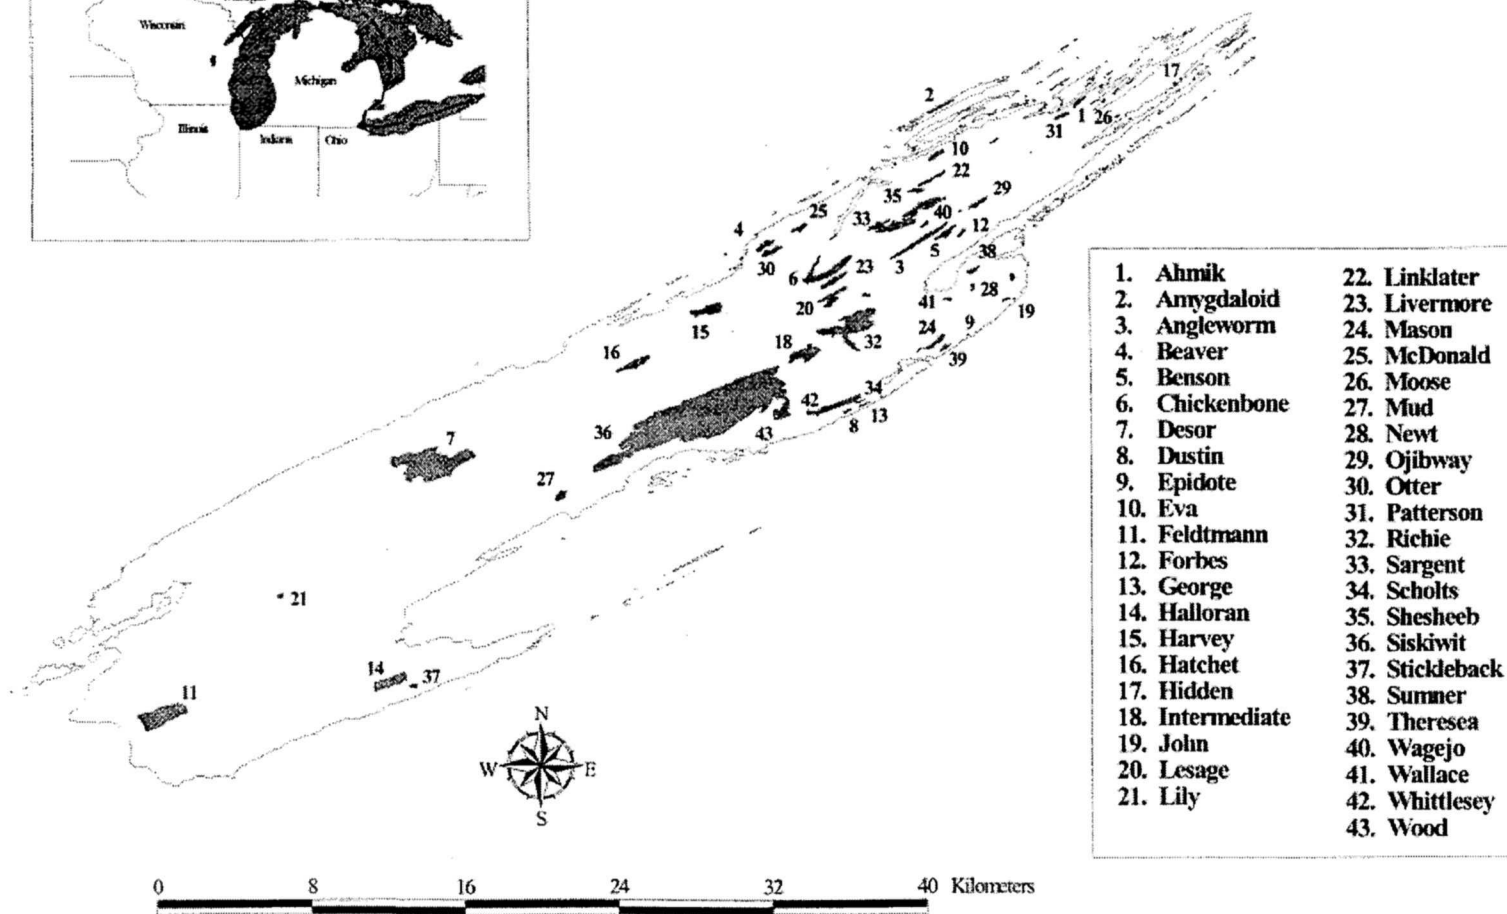 Wisconsin
Michigan
Illinois
Indiana
Ohio
17
2
1
26
31
10
22
35
29
25
33
40
12
4
5
38
30
3
23
6
28
41
20
19
15
24
9
18
32
16
39
34
42
13
36
43
8
7
27
21
14
37
11
N
W E
S
1. Ahmik
2. Amygdaloid
3. Angleworm
4. Beaver
5. Benson
6. Chickenbone
7. Desor
8. Dustin
9. Epidote
10. Eva
11. Feldtmann
12. Forbes
13. George
14. Halloran
15. Harvey
16. Hatchet
17. Hidden
18. Intermediate
19. John
20. Lesage
21. Lily
22. Linklater
23. Livermore
24. Mason
25. McDonald
26. Moose
27. Mud
28. Newt
29. Ojibway
30. Otter
31. Patterson
32. Richie
33. Sargent
34. Scholts
35. Shesheeb
36. Siskiwit
37. Stickleback
38. Sumner
39. Theresea
40. Wagejo
41. Wallace
42. Whittlesey
43. Wood
0 8 16 24 32 40 Kilometers